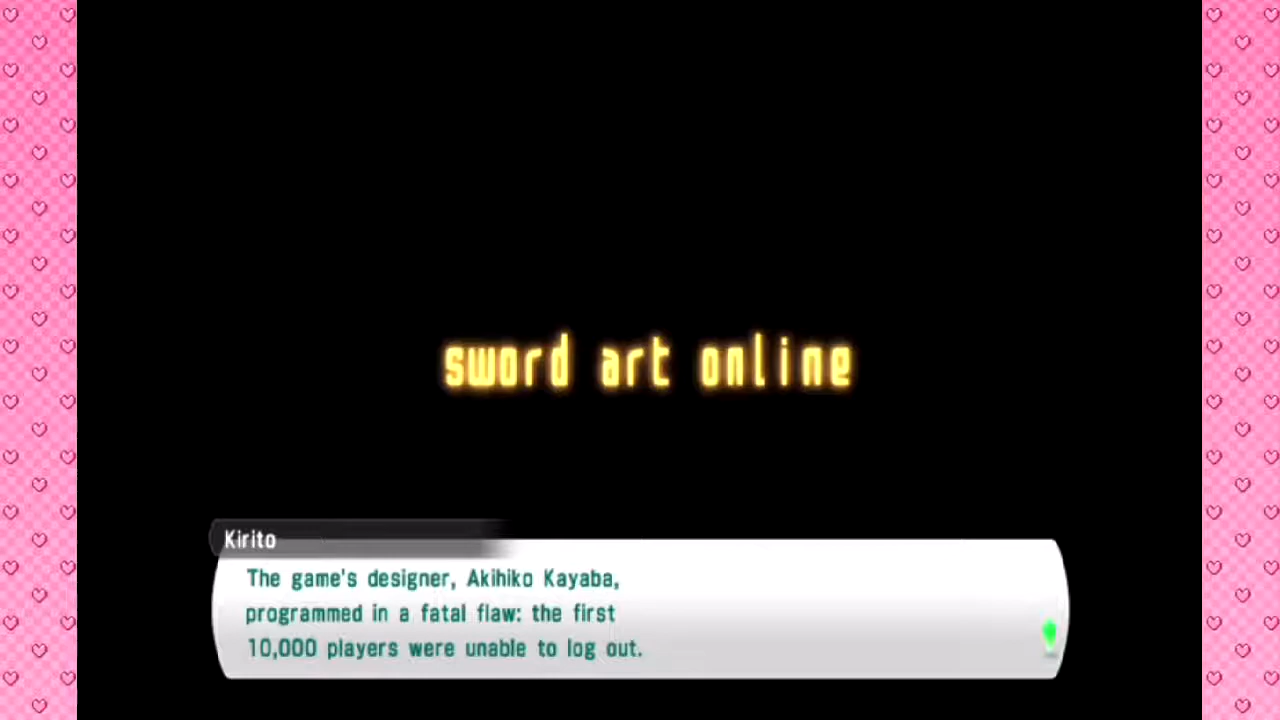 sword art online
Kirito
The game's designer, Akihiko Kayaba,
programmed in a fatal flaw: the first
10,000 players were unable to log out.